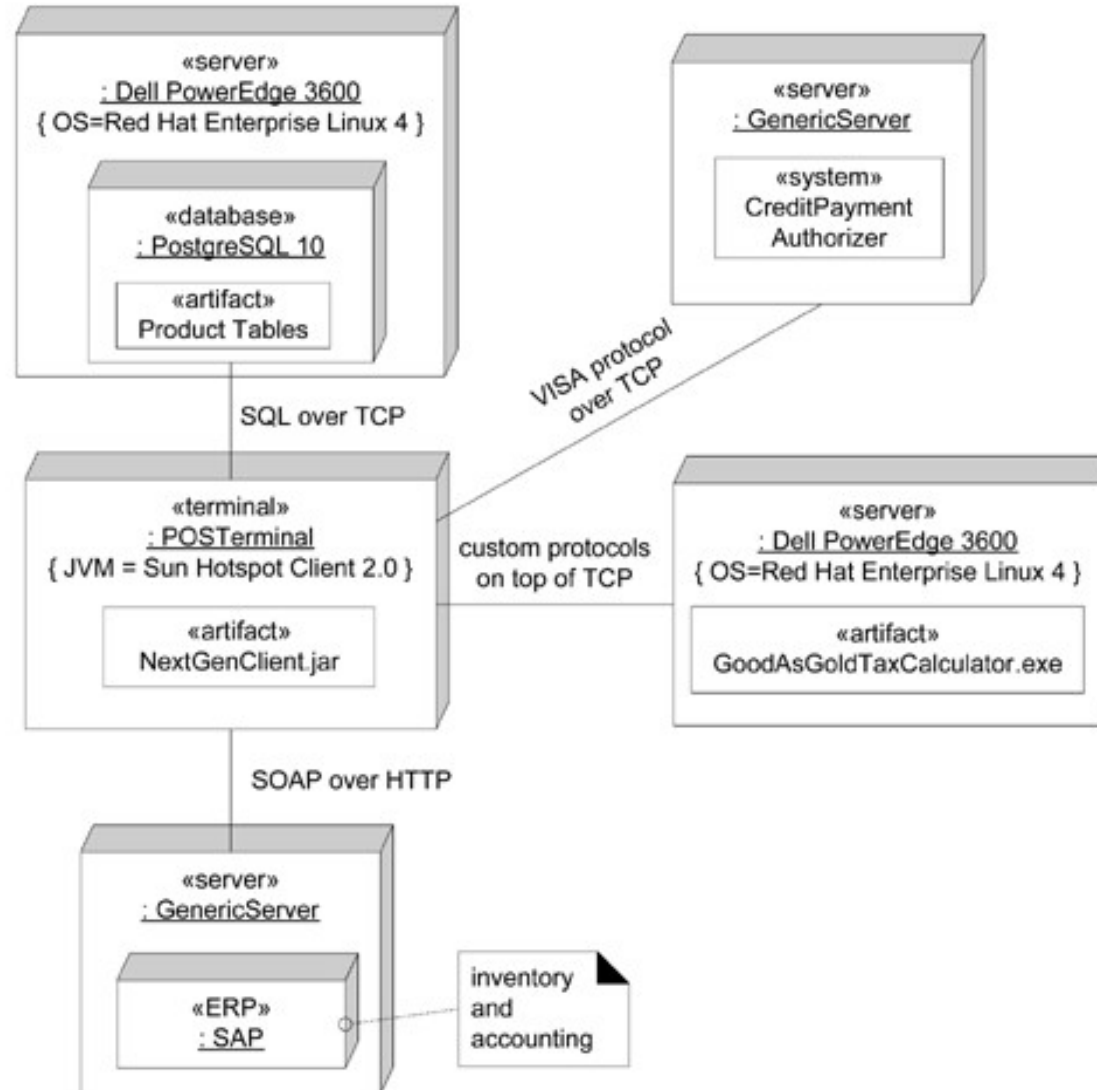 «server»
: Dell PowerEdge 3600
{ OS=Red Hat Enterprise Linux 4 }
«database»
: PostgreSQL 10
«artifact»
Product Tables
«server»
: GenericServer
«system»
CreditPayment
Authorizer
SQL over TCP
VISA protocol
over TCP
«terminal»
: POSTerminal
{ JVM = Sun Hotspot Client 2.0 }
«artifact»
NextGenClient.jar
custom protocols
on top of TCP
«server»
: Dell PowerEdge 3600
{ OS=Red Hat Enterprise Linux 4 }
«artifact»
GoodAsGoldTaxCalculator.exe
SOAP over HTTP
«server»
: GenericServer
«ERP»
: SAP
inventory
and
accounting